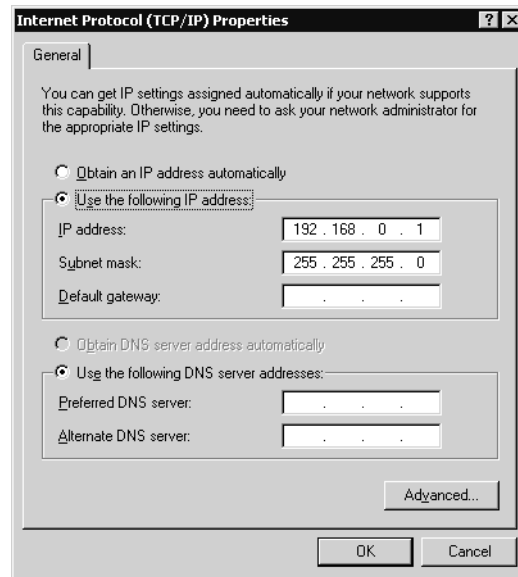 Internet Protocol (TCP/IP) Properties
General
You can get IP settings assigned automatically if your network supports
this capability. Otherwise, you need to ask your network administrator for
the appropriate IP settings.
Obtain an IP address automatically
Use the following IP address:
IP address: 192 . 168 . 0 . 1
Subnet mask: 255 . 255 . 255 . 0
Default gateway: . . .
Obtain DNS server address automatically
Use the following DNS server addresses:
Preferred DNS server: . . .
Alternate DNS server: . . .
Advanced...
OK Cancel